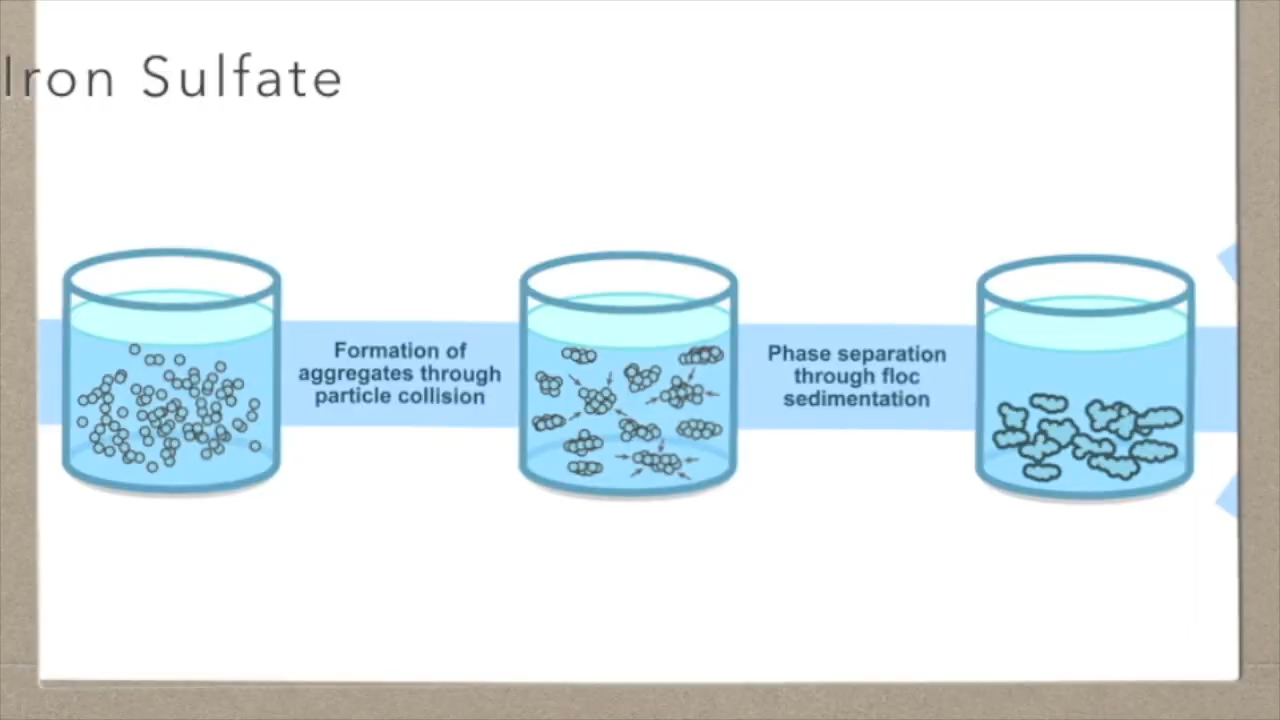 Iron Sulfate
Formation of
aggregates through
particle collision
Phase separation
through floc
sedimentation